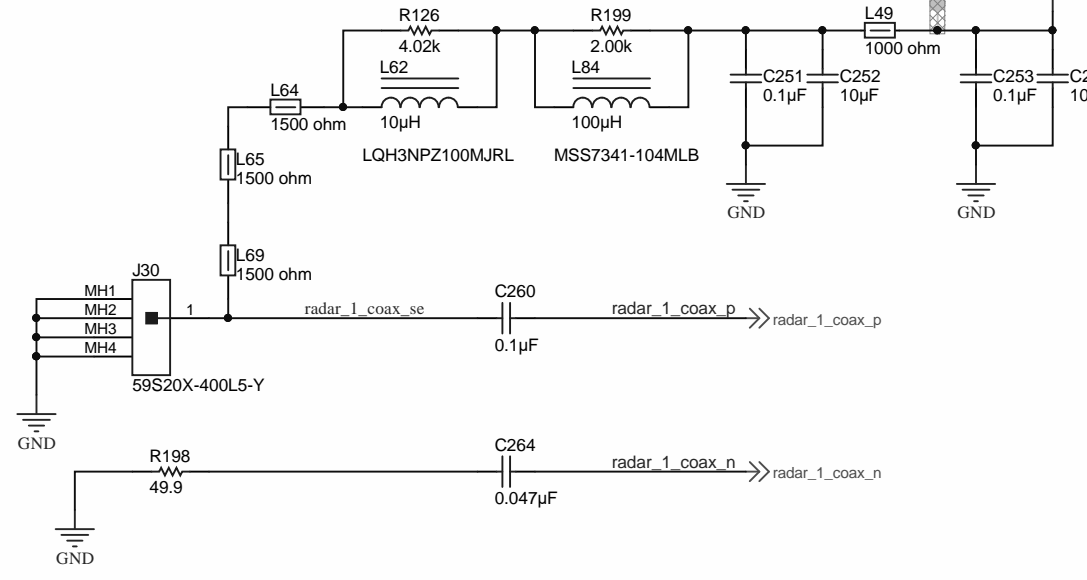 R126
4.02k
L62
10µH
LQH3NPZ100MJRL
R199
2.00k
L84
100µH
MSS7341-104MLB
L49
1000 ohm
C251
0.1µF
C252
10µF
C253
0.1µF
GND
GND
L64
1500 ohm
L65
1500 ohm
L69
1500 ohm
J30
MH1
MH2
MH3
MH4
1
59S20X-400L5-Y
GND
radar_1_coax_se
C260
0.1µF
radar_1_coax_p
radar_1_coax_p
R198
49.9
GND
C264
0.047µF
radar_1_coax_n
radar_1_coax_n